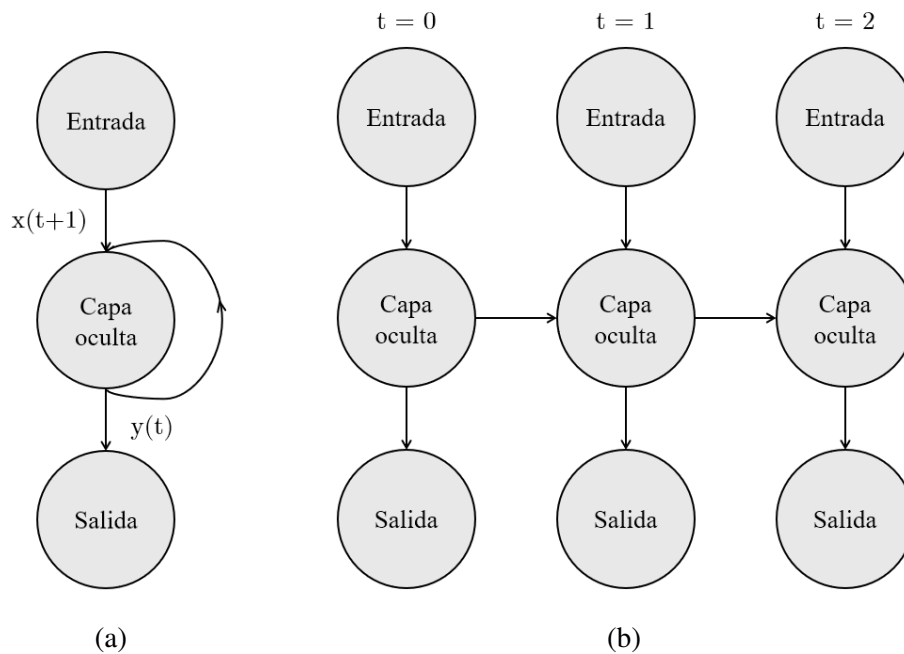 t = 0
t = 1
t = 2
Entrada
Entrada
Entrada
Entrada
x(t+1)
Capa
oculta
Capa
oculta
Capa
oculta
Capa
oculta
y(t)
Salida
Salida
Salida
Salida
(a)
(b)